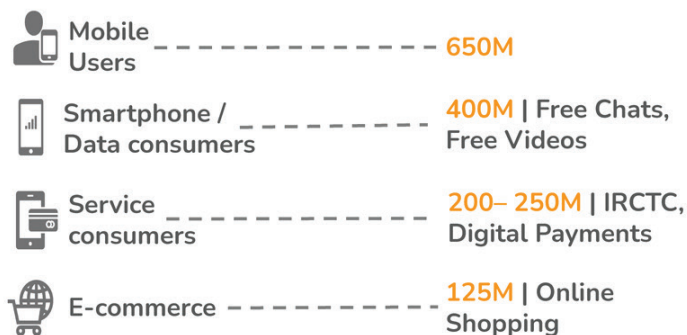 Mobile
Users
650M
Smartphone /
Data consumers
400M | Free Chats,
Free Videos
Service
consumers
200– 250M | IRCTC,
Digital Payments
E-commerce
125M | Online
Shopping